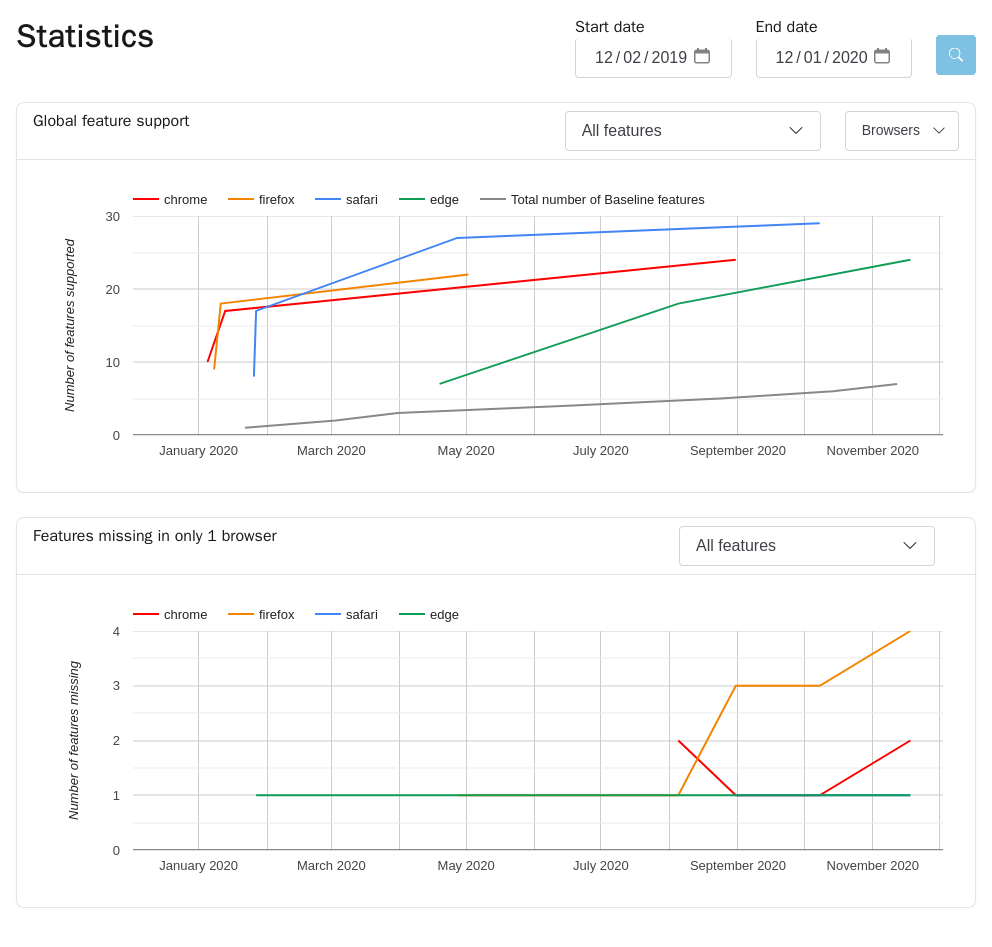 Statistics
Start date
End date
12/02/2019
12/01/2020
Global feature support
All features
Browsers
chrome
firefox
safari
edge
Total number of Baseline features
Number of features supported
30
20
10
0
January 2020
March 2020
May 2020
July 2020
September 2020
November 2020
Features missing in only 1 browser
All features
chrome
firefox
safari
edge
Number of features missing
4
3
2
1
0
January 2020
March 2020
May 2020
July 2020
September 2020
November 2020